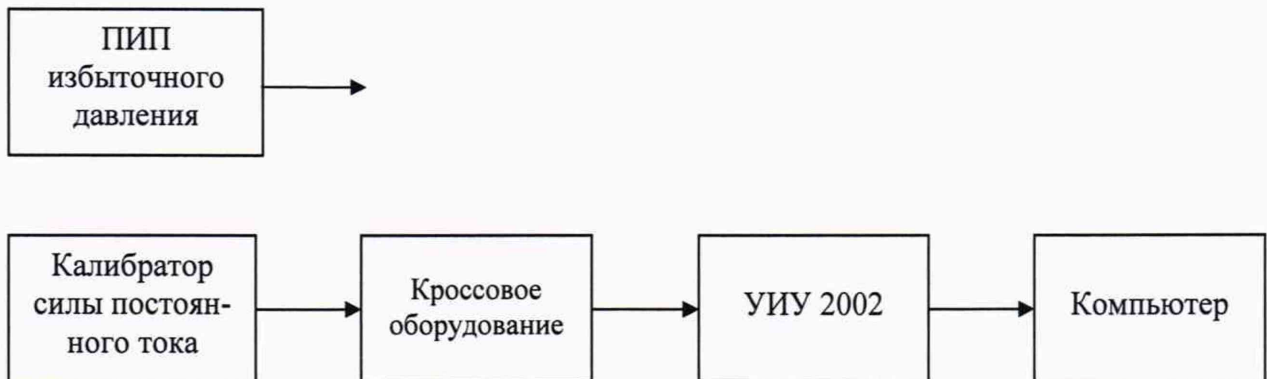 ПИП
избыточного
давления
Калибратор
силы постоян-
ного тока
Кроссовое
оборудование
УИУ 2002
Компьютер